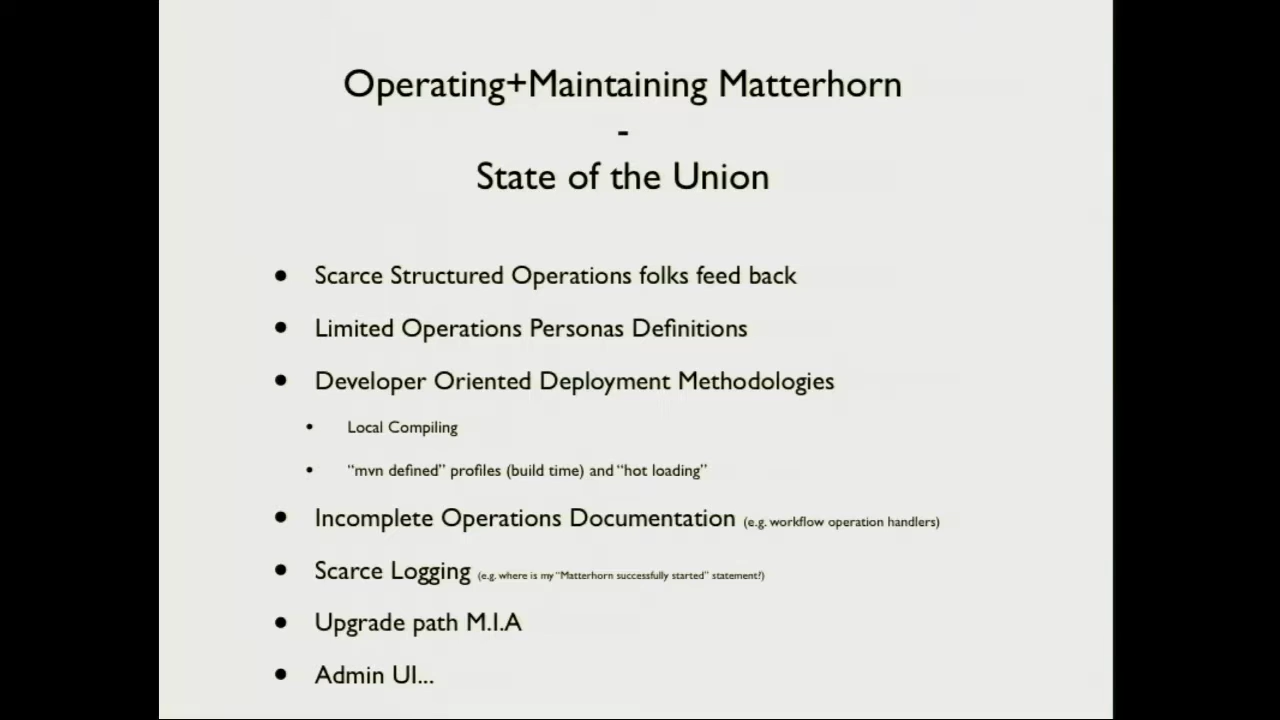 Operating+Maintaining Matterhorn
-
State of the Union
• Scarce Structured Operations folks feed back
• Limited Operations Personas Definitions
• Developer Oriented Deployment Methodologies
• Local Compiling
• “mvn defined” profiles (build time) and “hot loading”
• Incomplete Operations Documentation (e.g. workflow operation handlers)
• Scarce Logging (e.g. where is my “Matterhorn successfully started” statement?)
• Upgrade path M.I.A
• Admin UI...